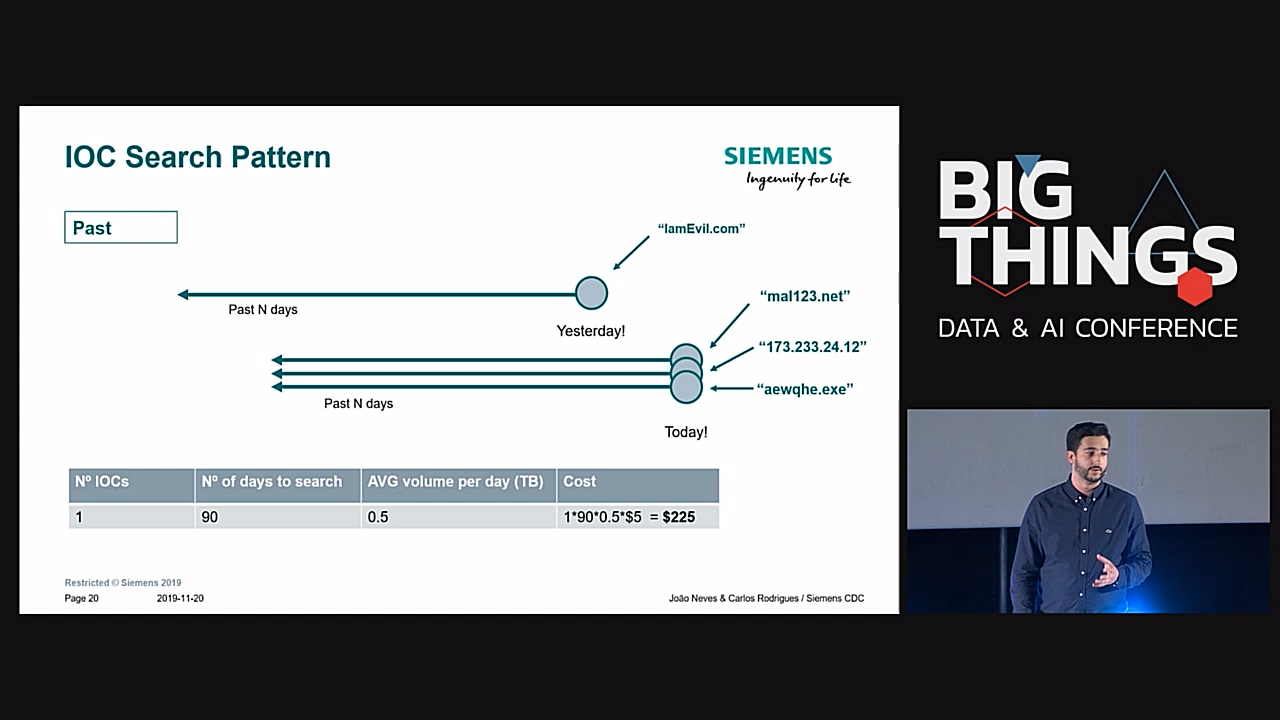 IOC Search Pattern
SIEMENS
Ingenuity for life
Past
“IamEvil.com”
Past N days
Yesterday!
“mal123.net”
“173.233.24.12”
“aewqhe.exe”
Past N days
Today!
Nº IOCs Nº of days to search AVG volume per day (TB) Cost
1 90 0.5 1*90*0.5*$5 = $225
Restricted © Siemens 2019
Page 20 2019-11-20 João Neves & Carlos Rodrigues / Siemens CDC
BIG
THINGS
DATA & AI CONFERENCE